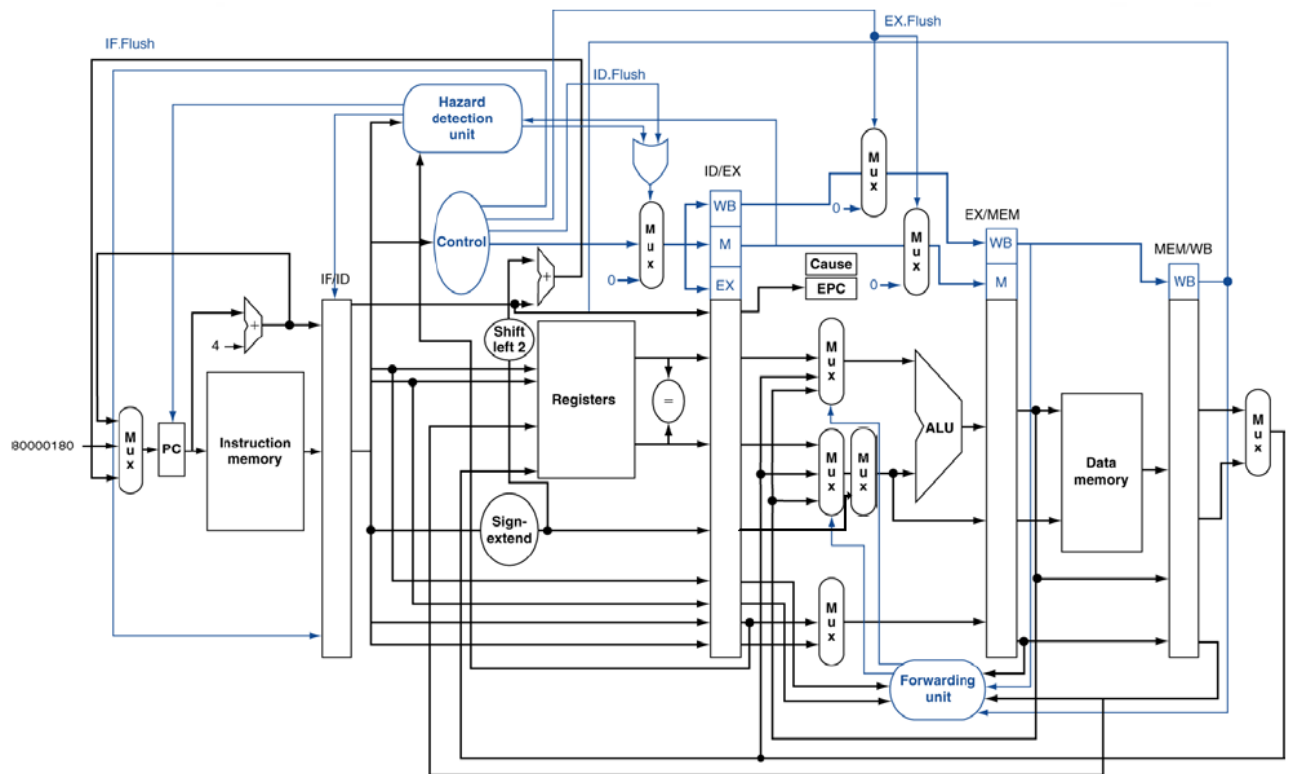 IF.Flush
EX.Flush
ID.Flush
Hazard
detection
unit
ID/EX
M
u
x
WB
EX/MEM
Control
M
u
x
M
0
M
u
x
WB
MEM/WB
0
EX
Cause
EPC
0
M
WB
IF/ID
+
4
+
Shift
left 2
M
u
x
Registers
=
ALU
80000180
M
u
x
PC
Instruction
memory
M
u
x
M
u
x
Data
memory
M
u
x
Sign-
extend
M
u
x
Forwarding
unit